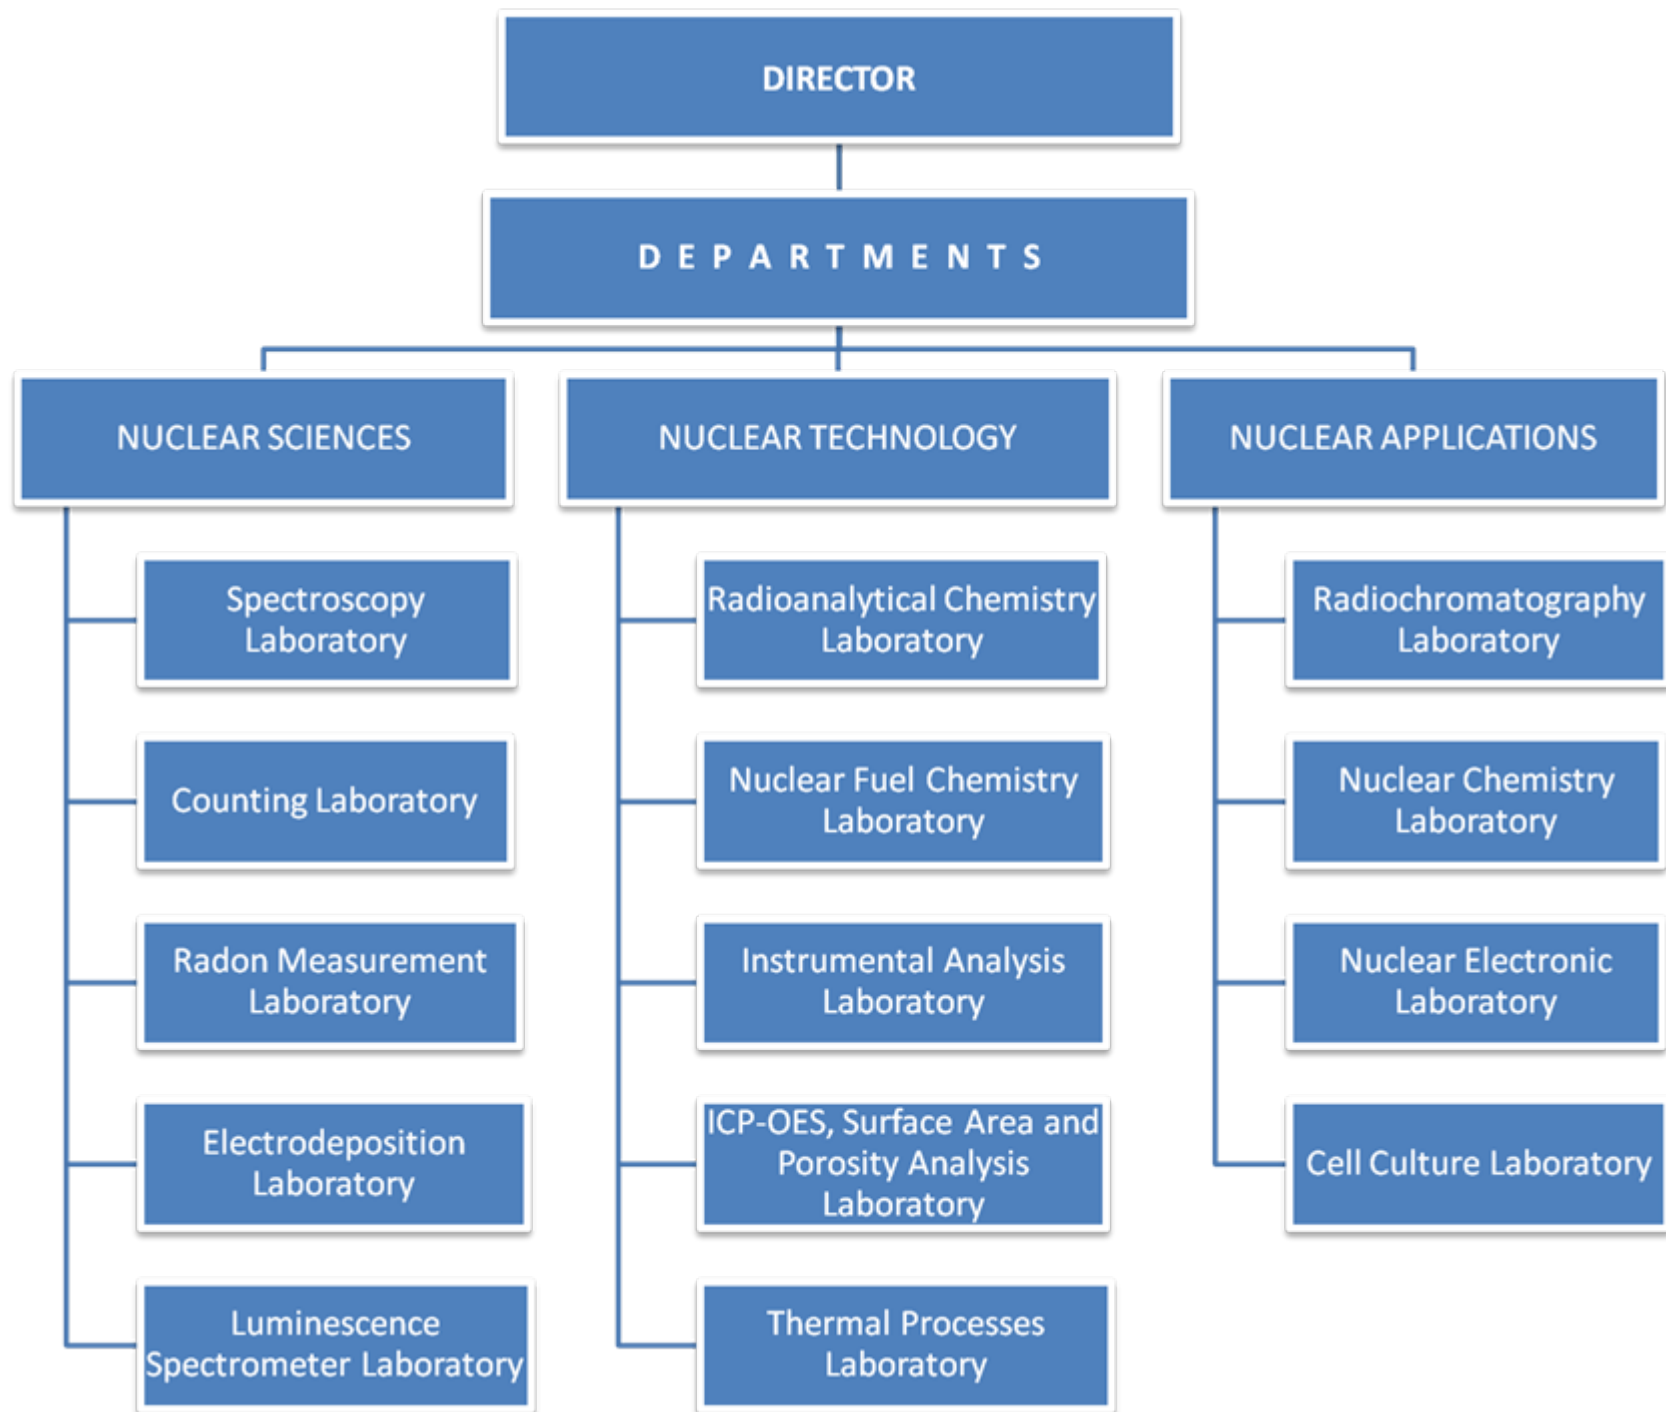 DIRECTOR
D E P A R T M E N T S
NUCLEAR SCIENCES
NUCLEAR TECHNOLOGY
NUCLEAR APPLICATIONS
Spectroscopy
Laboratory
Counting Laboratory
Radon Measurement
Laboratory
Electrodeposition
Laboratory
Luminescence
Spectrometer Laboratory
Radioanalytical Chemistry
Laboratory
Nuclear Fuel Chemistry
Laboratory
Instrumental Analysis
Laboratory
ICP-OES, Surface Area and
Porosity Analysis
Laboratory
Thermal Processes
Laboratory
Radiochromatography
Laboratory
Nuclear Chemistry
Laboratory
Nuclear Electronic
Laboratory
Cell Culture Laboratory